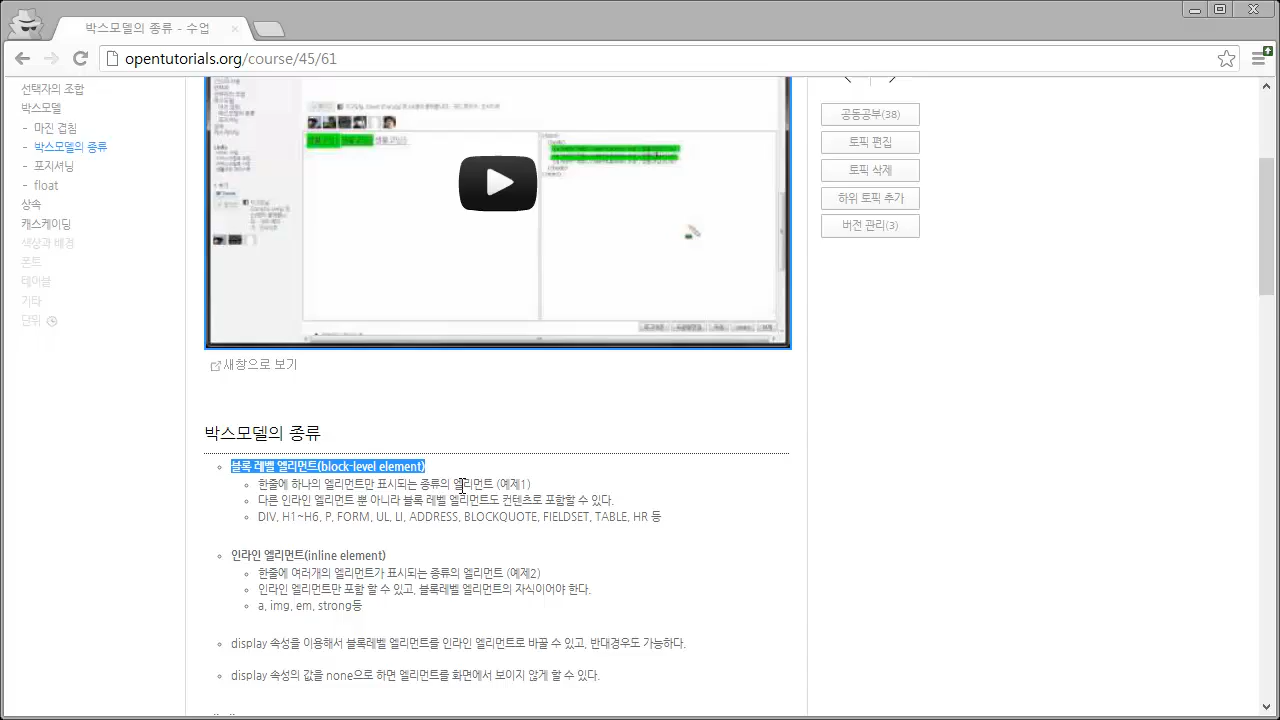 박스모델의 종류 - 수업
opentutorials.org/course/45/61
선택자의 조합
박스모델
- 마진 겹침
- 박스모델의 종류
- 포지셔닝
- float
상속
캐스케이딩
색상과 배경
폰트
테이블
기타
단위
공동공부(38)
토픽 편집
토픽 삭제
하위 토픽 추가
버전 관리(3)
새창으로 보기
박스모델의 종류
블록 레벨 엘리먼트(block-level element)
한줄에 하나의 엘리먼트만 표시되는 종류의 엘리먼트 (예제1)
다른 인라인 엘리먼트 뿐 아니라 블록 레벨 엘리먼트도 컨텐츠로 포함할 수 있다.
DIV, H1~H6, P, FORM, UL, LI, ADDRESS, BLOCKQUOTE, FIELDSET, TABLE, HR 등
인라인 엘리먼트(inline element)
한줄에 여러개의 엘리먼트가 표시되는 종류의 엘리먼트 (예제2)
인라인 엘리먼트만 포함 할 수 있고, 블록레벨 엘리먼트의 자식이어야 한다.
a, img, em, strong등
display 속성을 이용해서 블록레벨 엘리먼트를 인라인 엘리먼트로 바꿀 수 있고, 반대경우도 가능하다.
display 속성의 값을 none으로 하면 엘리먼트를 화면에서 보이지 않게 할 수 있다.